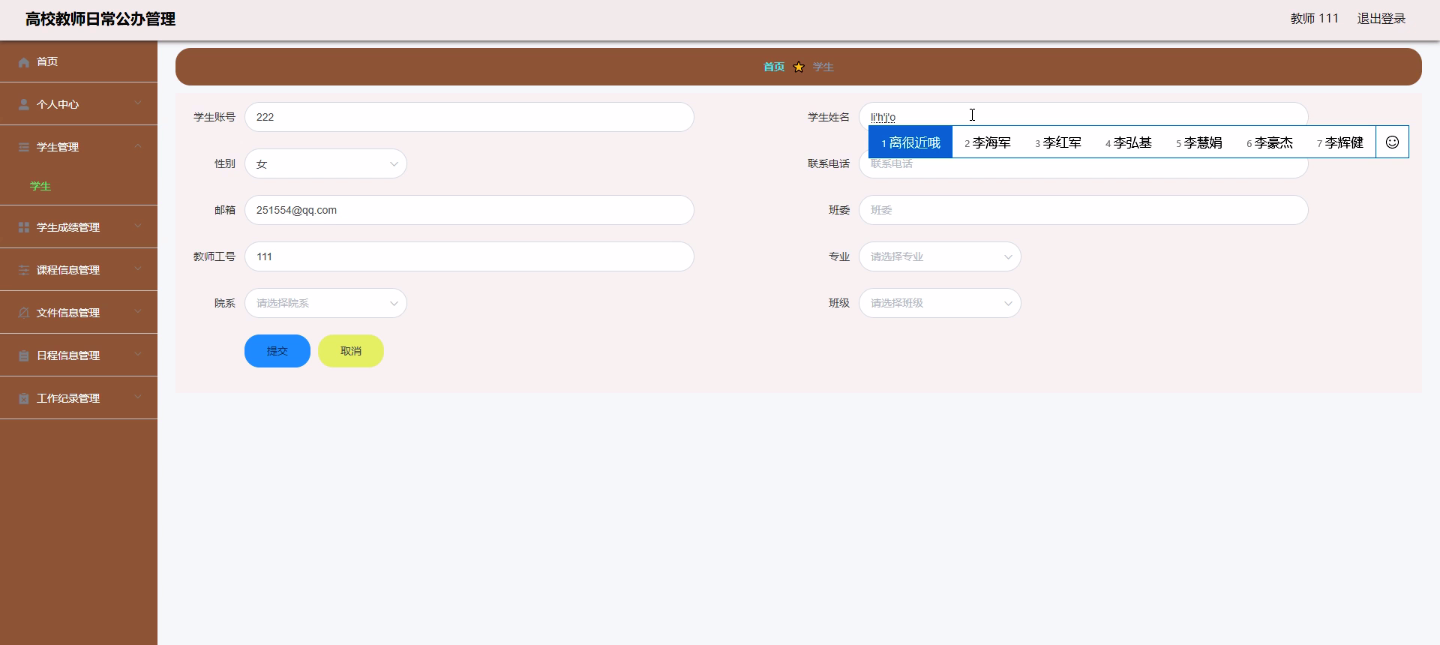 高校教师日常公办管理
教师 111 退出登录
首页
个人中心
学生管理
学生
学生成绩管理
课程信息管理
文件信息管理
日程信息管理
工作纪录管理
首页 学生
学生账号 222 学生姓名 li'h'j'o
1 离很近哦 2 李海军 3 李红军 4 李弘基 5 李慧娟 6 李豪杰 7 李辉健
性别 女 联系电话 联系电话
邮箱 251554@qq.com 班委 班委
教师工号 111 专业 请选择专业
院系 请选择院系 班级 请选择班级
提交 取消